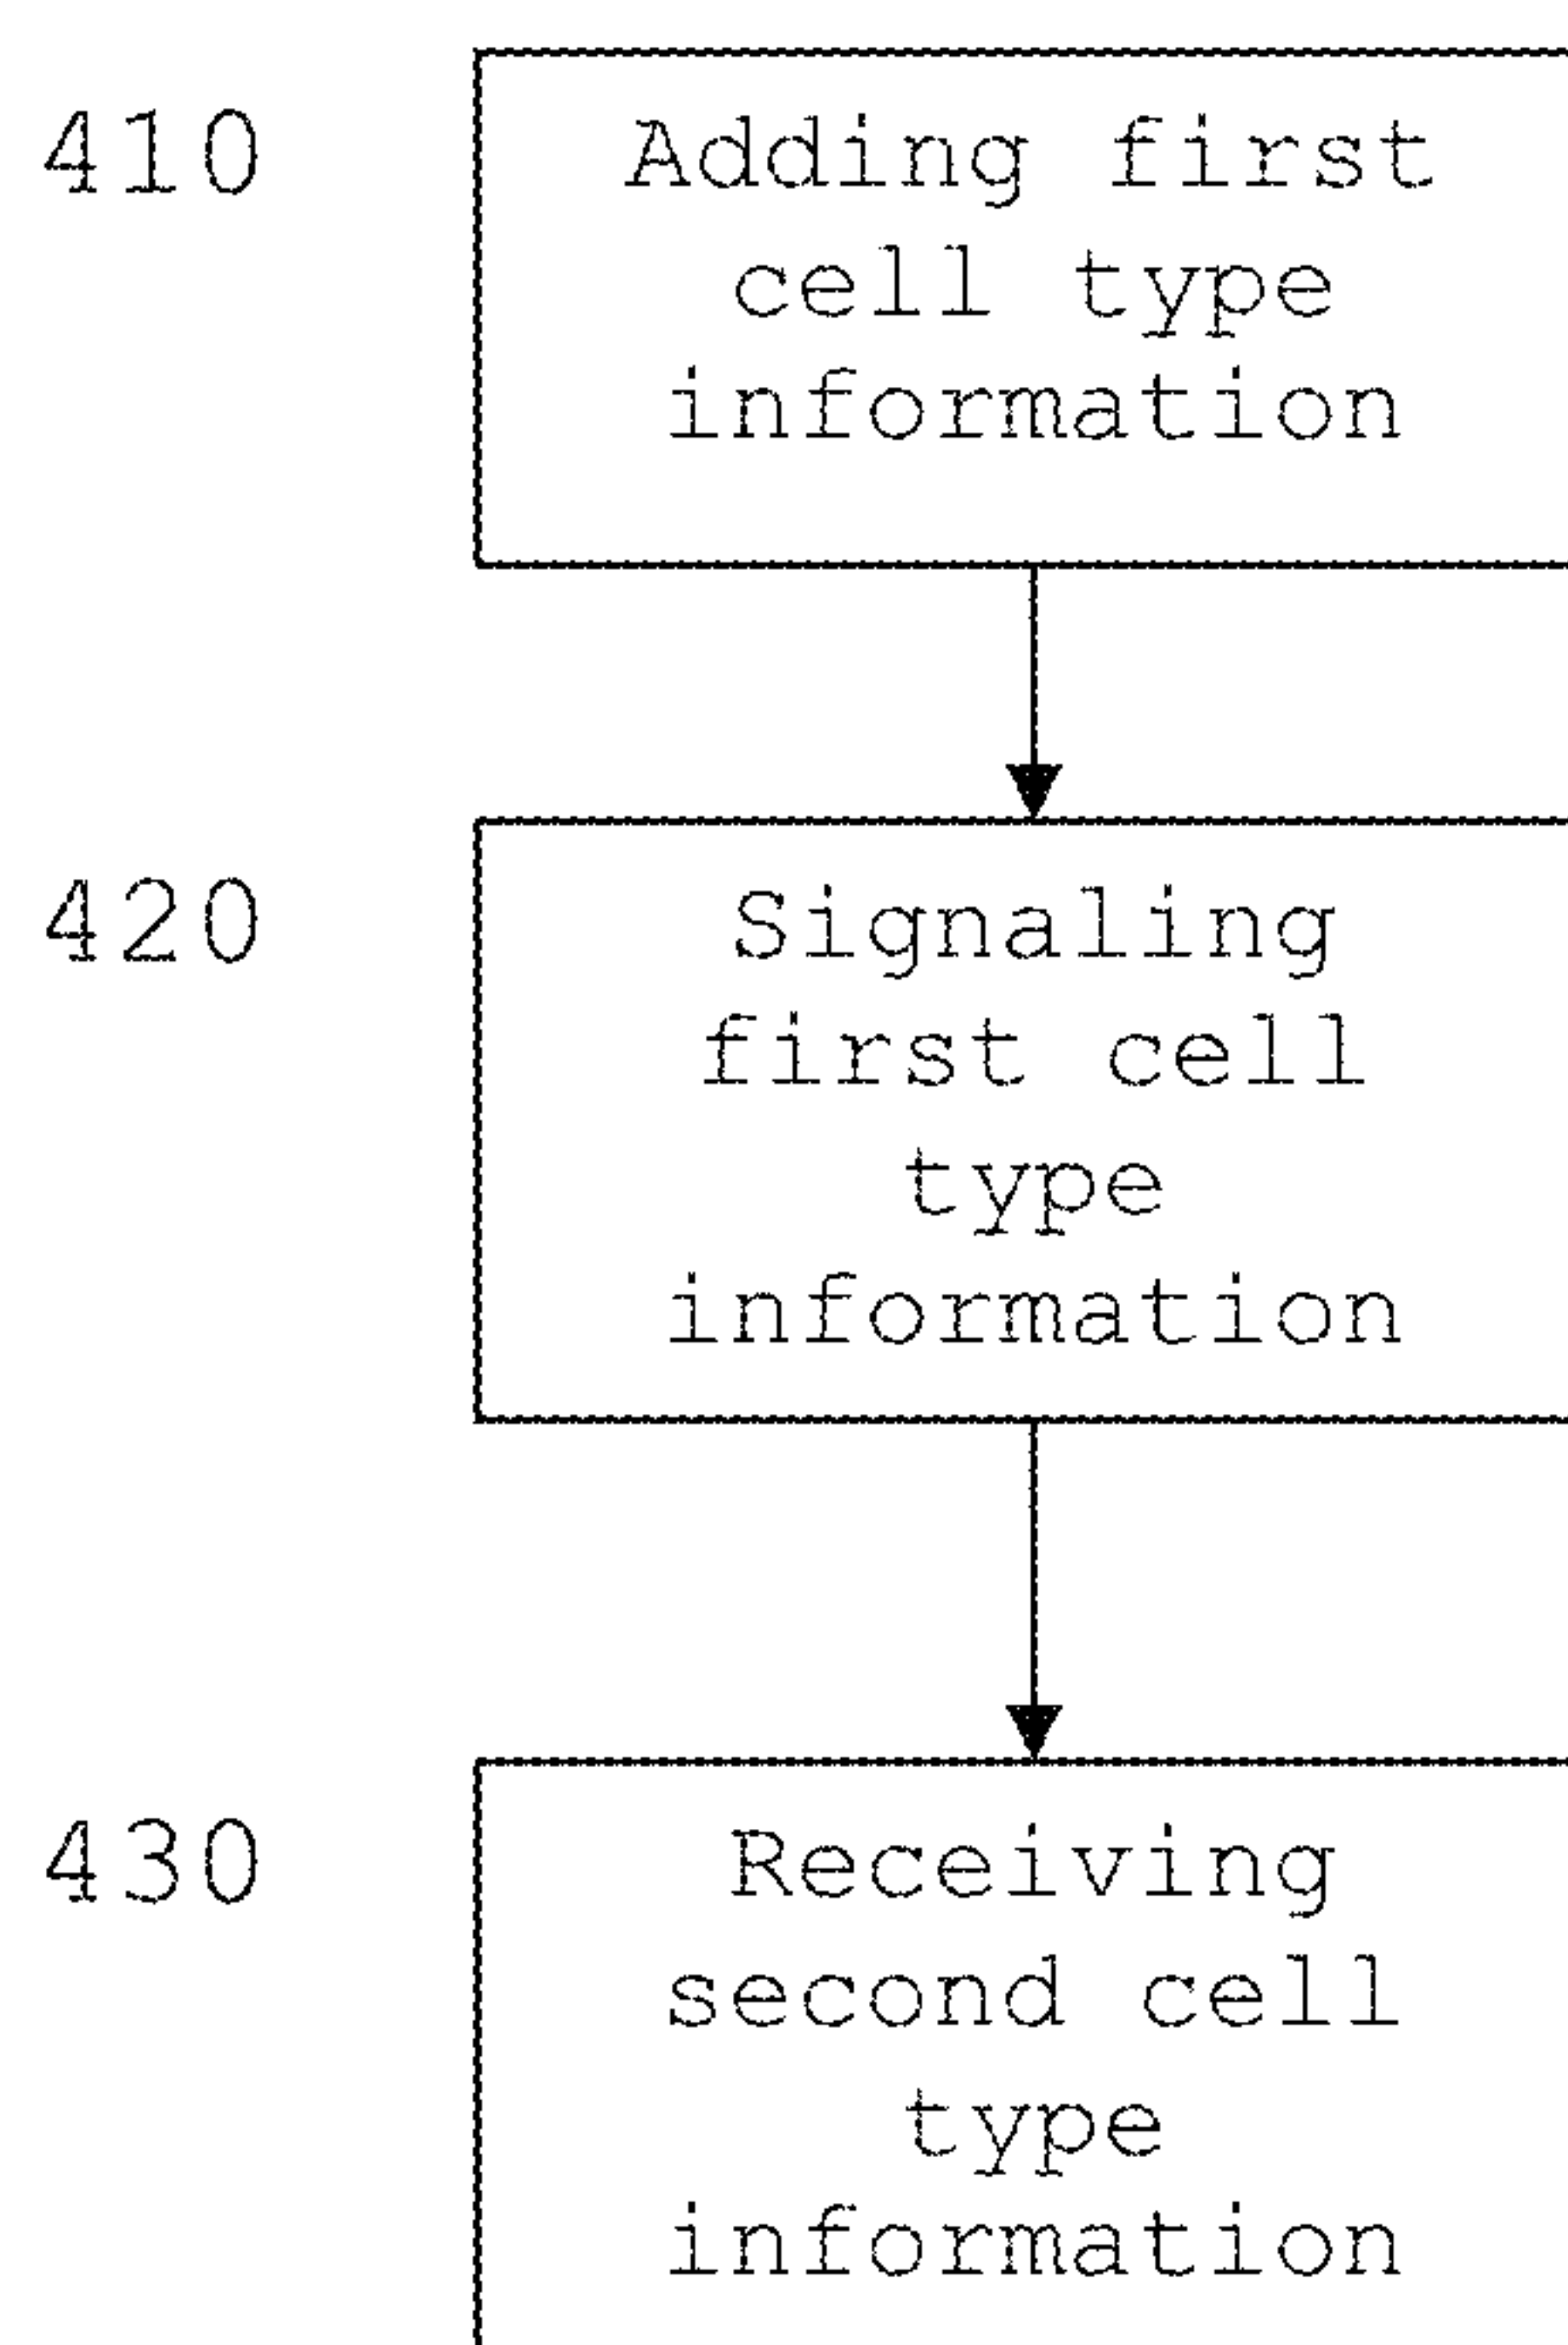 410
Adding first
cell type
information
420
Signaling
first cell
type
information
430
Receiving
second cell
type
information